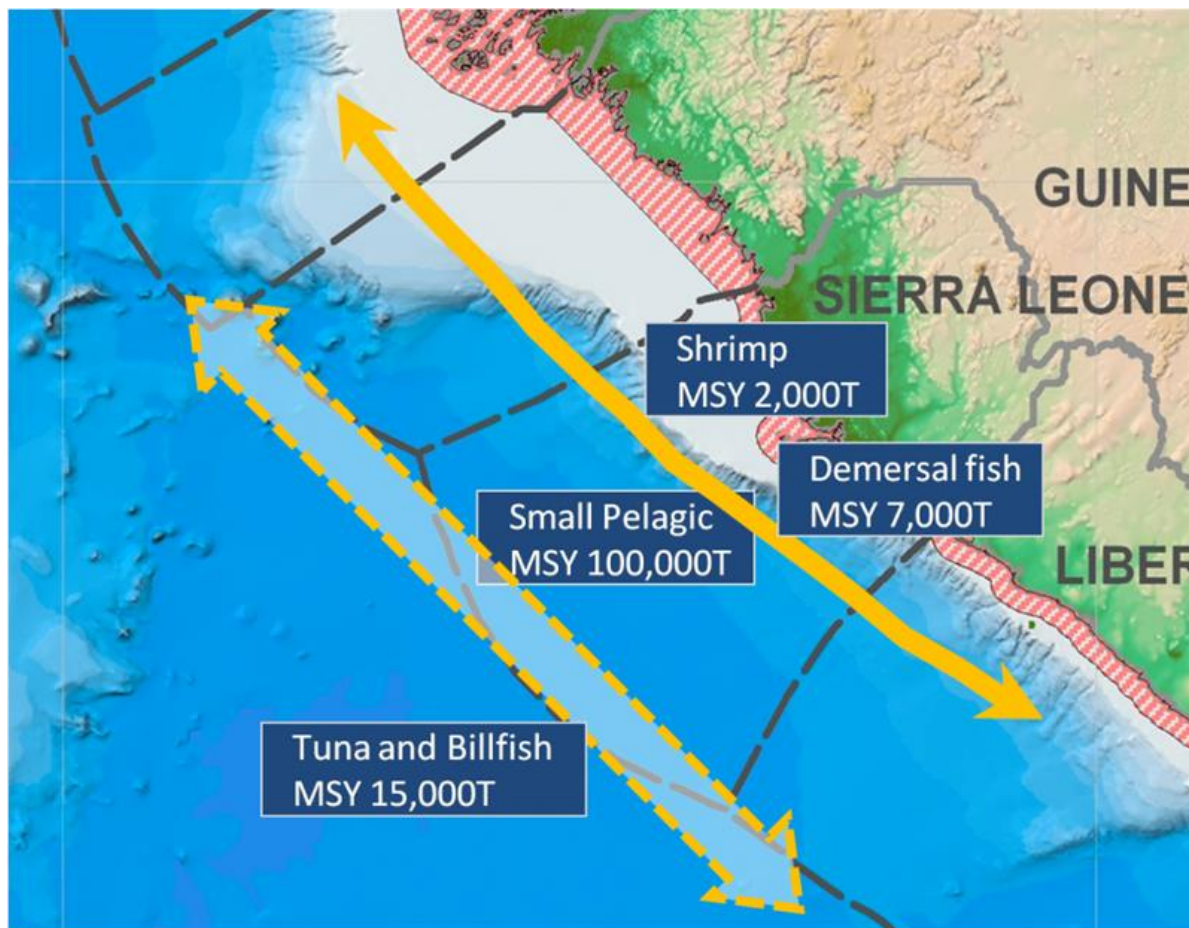 GUINE
SIERRA LEONE
Shrimp
MSY 2,000T
Demersal fish
MSY 7,000T
Small Pelagic
MSY 100,000T
LIBER
Tuna and Billfish
MSY 15,000T